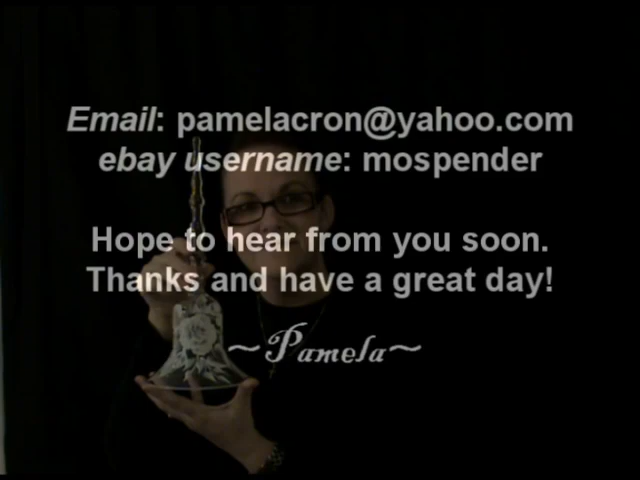 Email: pamelacron@yahoo.com
ebay username: mospender
Hope to hear from you soon.
Thanks and have a great day!
~Pamela~